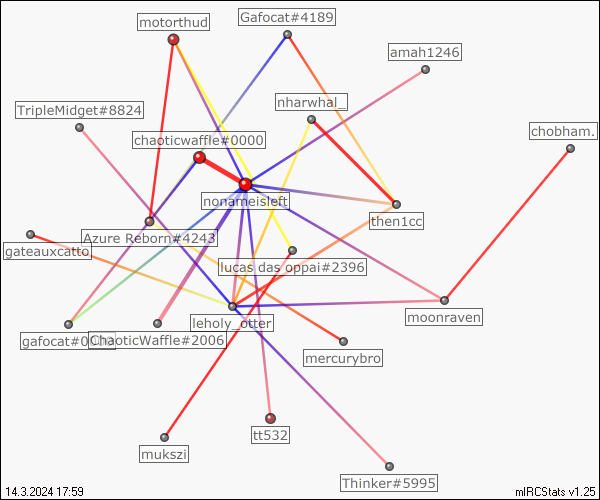 motorthud
Gafocat#4189
amah1246
nharwhal_
TripleMidget#8824
chobham.
chaoticwaffle#0000
nonameisleft
then1cc
Azure Reborn#4243
gateauxcatto
lucas das oppai#2396
moonraven
leholy_otter
gafocat#0
ChaoticWaffle#2006
mercurybro
tt532
mukszi
Thinker#5995
14.3.2024 17:59
mIRCStats v1.25